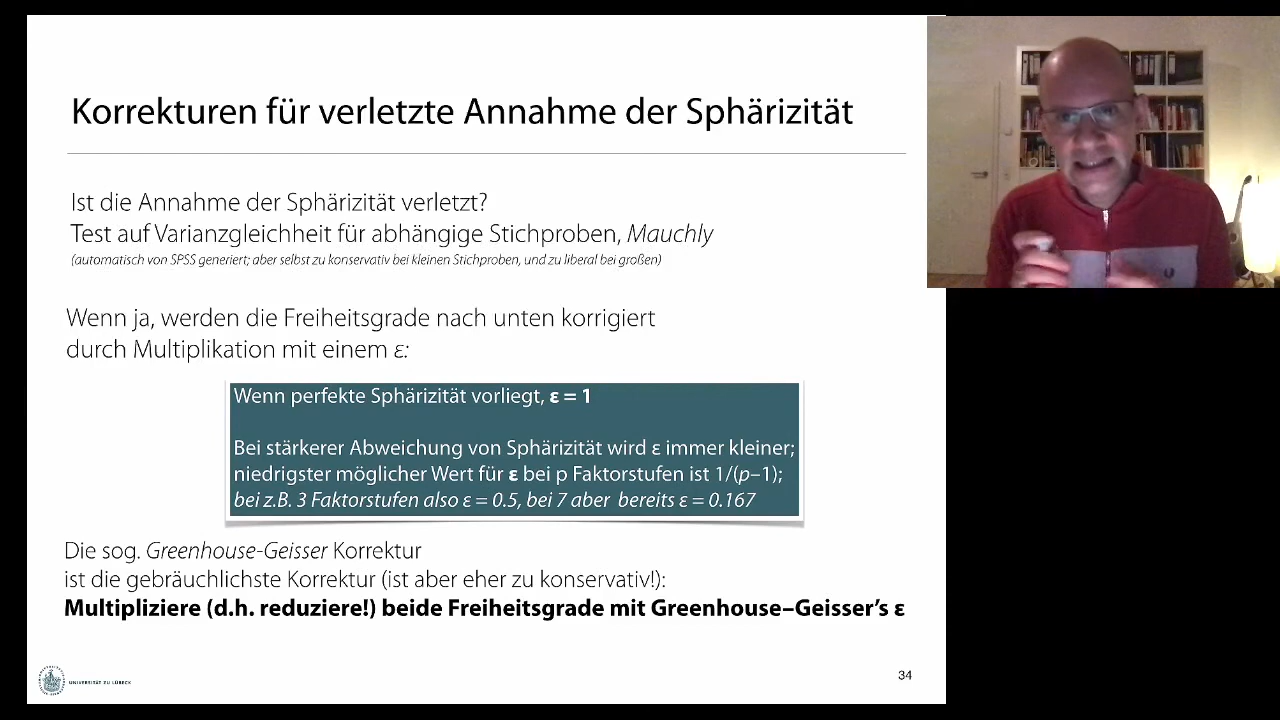 Korrekturen für verletzte Annahme der Sphärizität
Ist die Annahme der Sphärizität verletzt?
Test auf Varianzgleichheit für abhängige Stichproben, Mauchly
(automatisch von SPSS generiert; aber selbst zu konservativ bei kleinen Stichproben, und zu liberal bei großen)
Wenn ja, werden die Freiheitsgrade nach unten korrigiert
durch Multiplikation mit einem ε:
Wenn perfekte Sphärizität vorliegt, ε = 1
Bei stärkerer Abweichung von Sphärizität wird ε immer kleiner;
niedrigster möglicher Wert für ε bei p Faktorstufen ist 1/(p–1);
bei z.B. 3 Faktorstufen also ε = 0.5, bei 7 aber bereits ε = 0.167
Die sog. Greenhouse-Geisser Korrektur
ist die gebräuchlichste Korrektur (ist aber eher zu konservativ!):
Multipliziere (d.h. reduziere!) beide Freiheitsgrade mit Greenhouse–Geisser’s ε
UNIVERSITÄT ZU LÜBECK
34